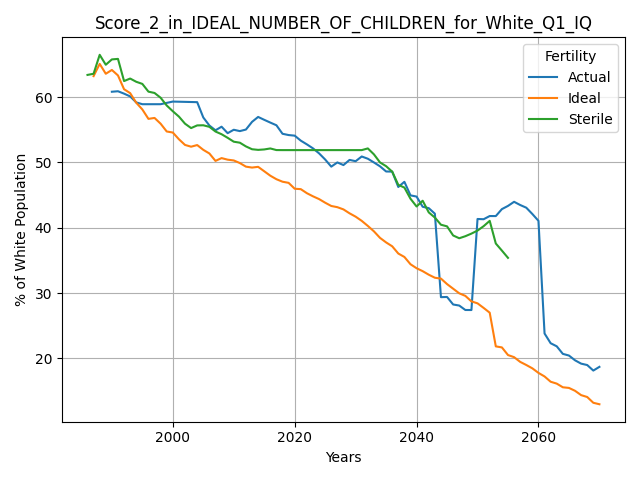 Score_2_in_IDEAL_NUMBER_OF_CHILDREN_for_White_Q1_IQ
Fertility
Actual
Ideal
Sterile
% of White Population
60
50
40
30
20
2000
2020
2040
2060
Years